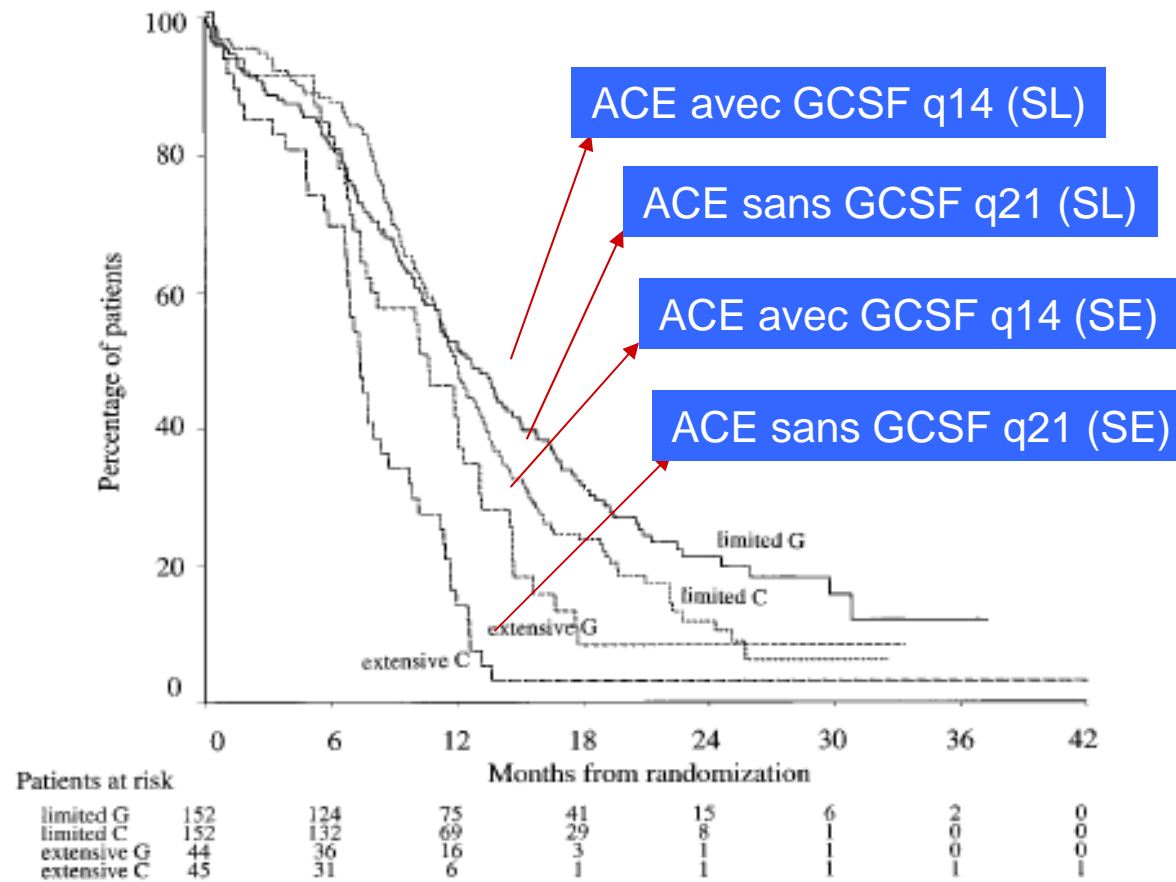 100
80
60
40
20
0
Percentage of patients
ACE avec GCSF q14 (SL)
ACE sans GCSF q21 (SL)
ACE avec GCSF q14 (SE)
ACE sans GCSF q21 (SE)
limited G
limited C
extensive G
extensive C
0 6 12 18 24 30 36 42
Months from randomization
Patients at risk
limited G 152 124 75 41 15 6 2 0
limited C 152 132 69 29 8 1 0 0
extensive G 44 36 16 3 1 1 0 0
extensive C 45 31 6 1 1 1 1 1